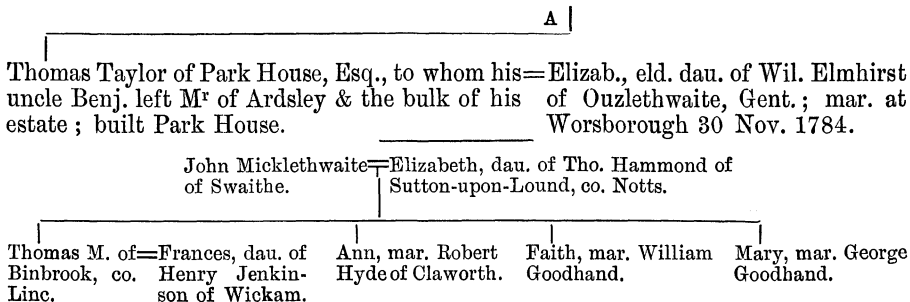 A
Thomas Taylor of Park House, Esq., to whom his=Elizab., eld. dau. of Wil. Elmhirst
uncle Benj. left Mr of Ardsley & the bulk of his of Ouzlethwaite, Gent.; mar. at
estate; built Park House. Worsborough 30 Nov. 1784.
John Micklethwaite=Elizabeth, dau. of Tho. Hammond of
of Swaithe. Sutton-upon-Lound, co. Notts.
Thomas M. of=Frances, dau. of Ann, mar. Robert Faith, mar. William Mary, mar. George
Binbrook, co. Henry Jenkin- Hyde of Claworth. Goodhand. Goodhand.
Linc. son of Wickam.